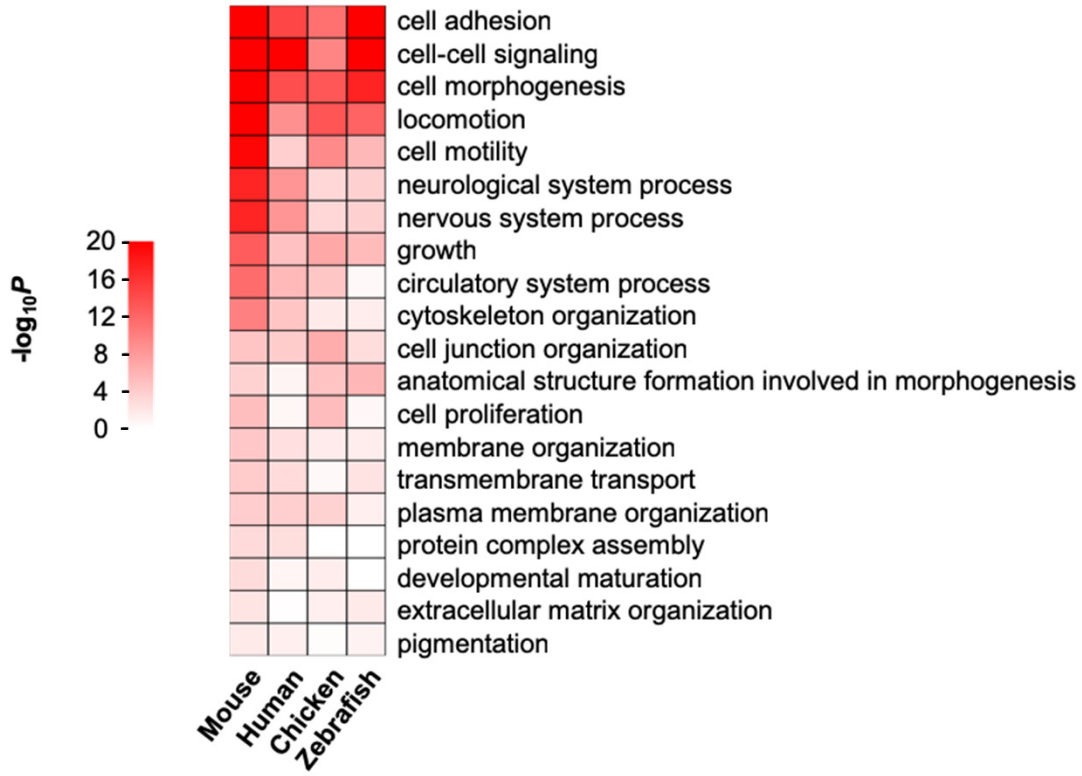 cell adhesion
cell-cell signaling
cell morphogenesis
locomotion
cell motility
neurological system process
nervous system process
growth
circulatory system process
cytoskeleton organization
cell junction organization
anatomical structure formation involved in morphogenesis
cell proliferation
membrane organization
transmembrane transport
plasma membrane organization
protein complex assembly
developmental maturation
extracellular matrix organization
pigmentation
20
16
12
8
4
0
-log₁₀P
Mouse
Human
Chicken
Zebrafish